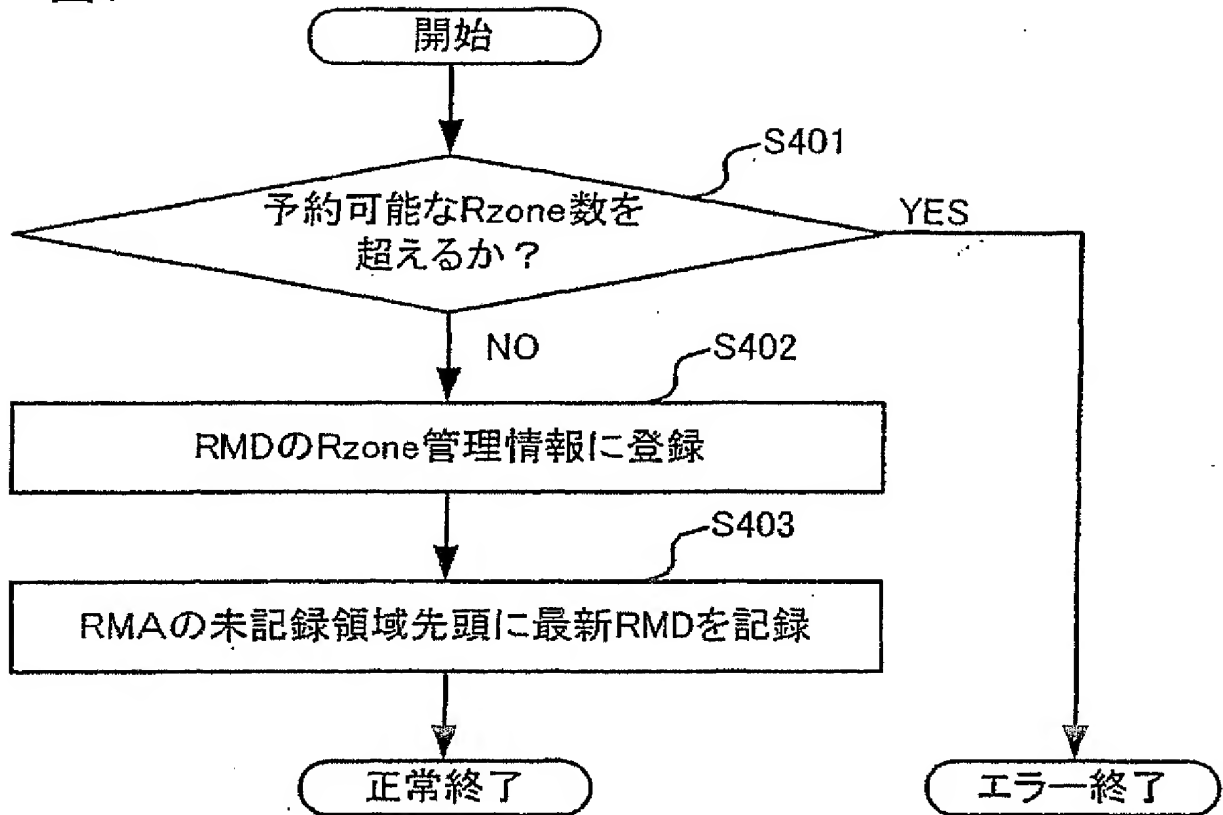 開始
S401
予約可能なRzone数を
超えるか？
YES
NO
S402
RMDのRzone管理情報に登録
S403
RMAの未記録領域先頭に最新RMDを記録
正常終了
エラー終了